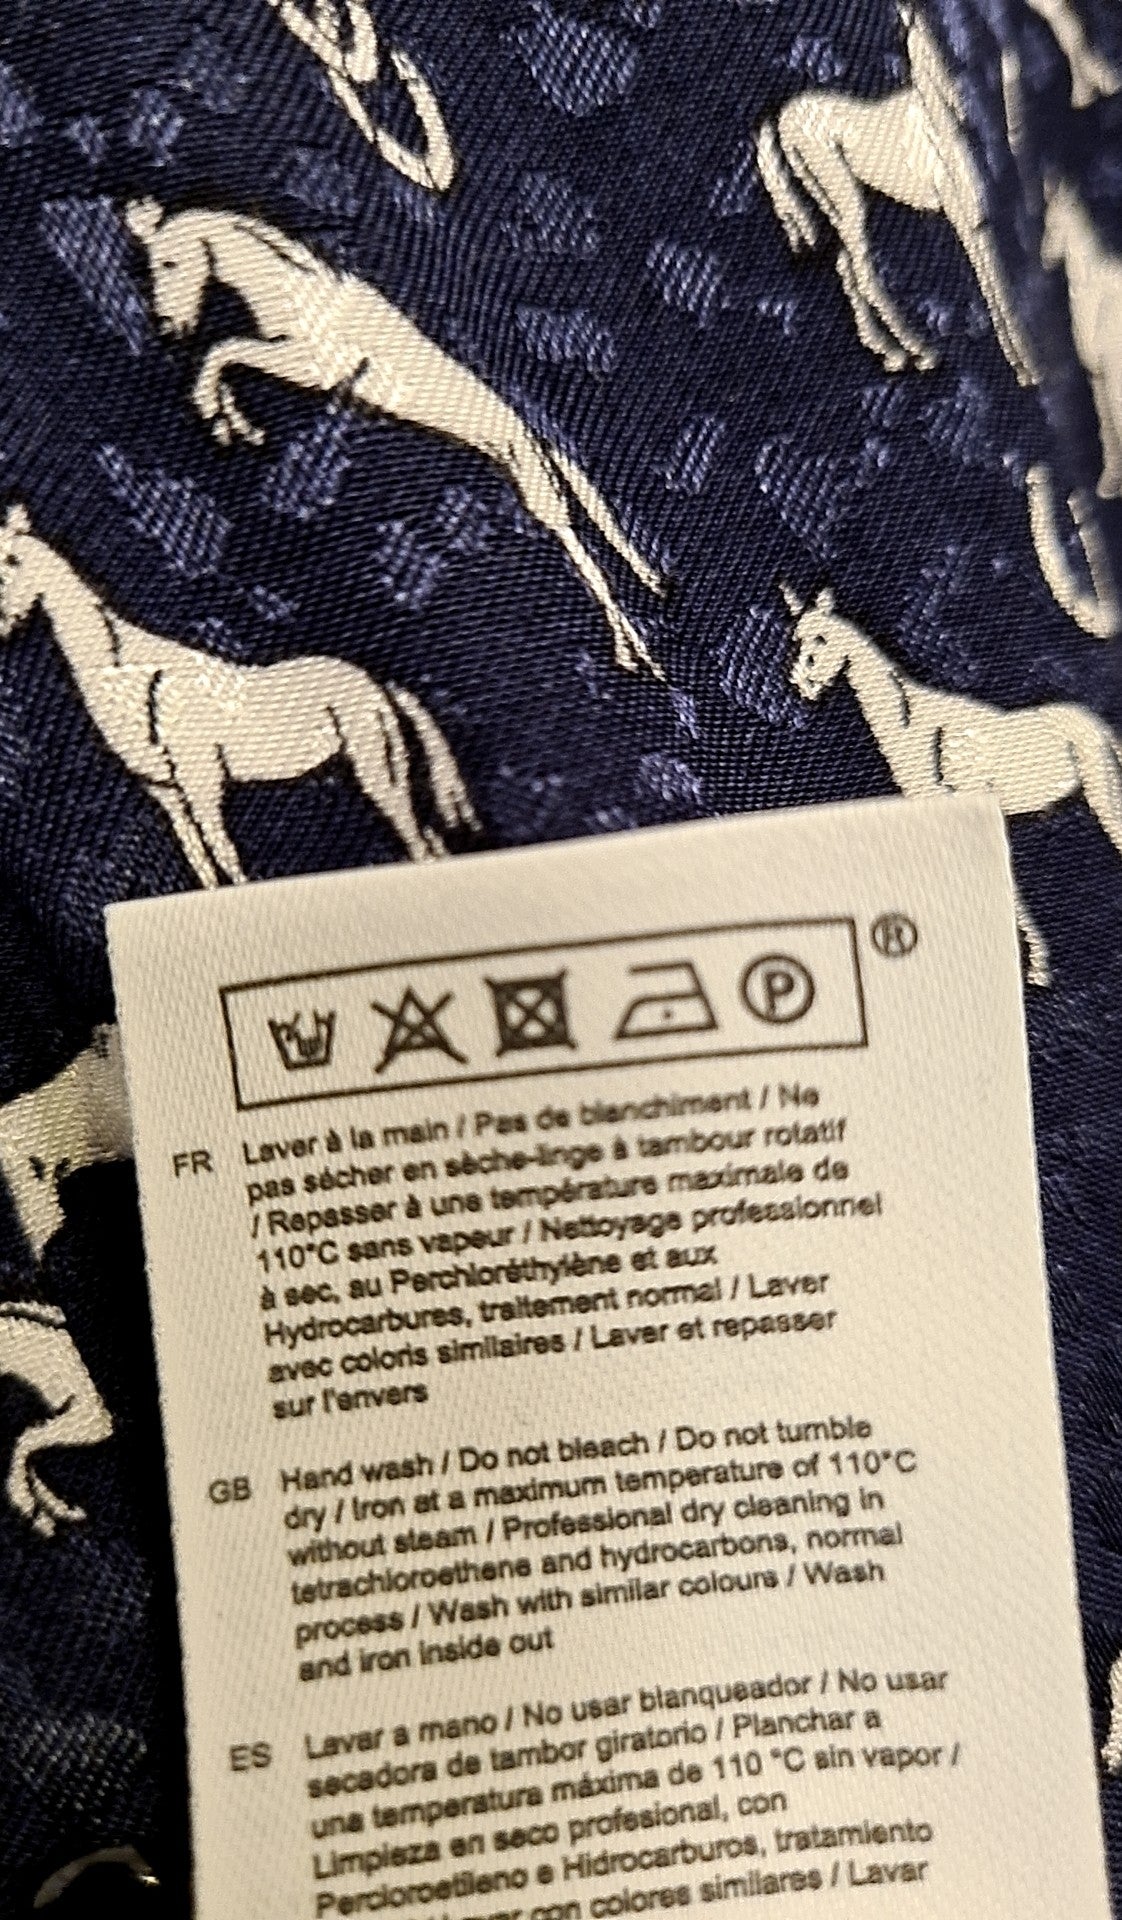 ®
P
FR Laver à la main / Pas de blanchiment / Ne
pas sécher en sèche-linge à tambour rotatif
/ Repasser à une température maximale de
110°C sans vapeur / Nettoyage professionnel
à sec, au Perchloréthylène et aux
Hydrocarbures, traitement normal / Laver
avec coloris similaires / Laver et repasser
sur l'envers
GB Hand wash / Do not bleach / Do not tumble
dry / Iron at a maximum temperature of 110°C
without steam / Professional dry cleaning in
tetrachloroethene and hydrocarbons, normal
process / Wash with similar colours / Wash
and iron inside out
ES Lavar a mano / No usar blanqueador / No usar
secadora de tambor giratorio / Planchar a
una temperatura máxima de 110 °C sin vapor /
Limpieza en seco profesional, con
Percloroetileno e Hidrocarburos, tratamiento
con colores similares / Lavar